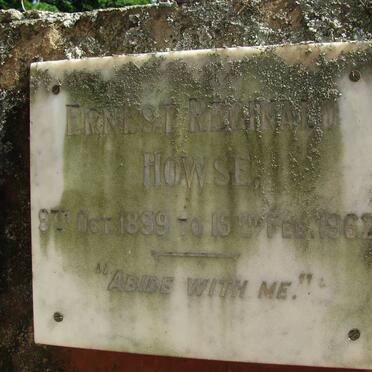 ERNEST REGINALD
HOWSE,
9TH OCT. 1899 TO 15TH FEB. 1962
"ABIDE WITH ME."